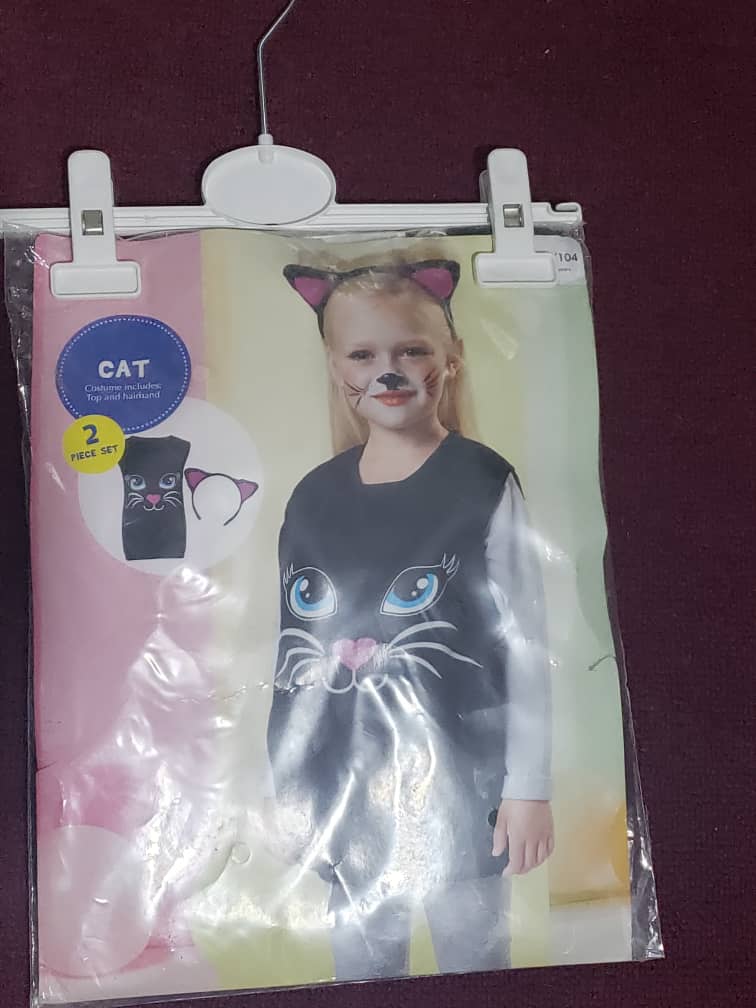 104
CAT
Costume includes:
Top and hairband
2
PIECE SET